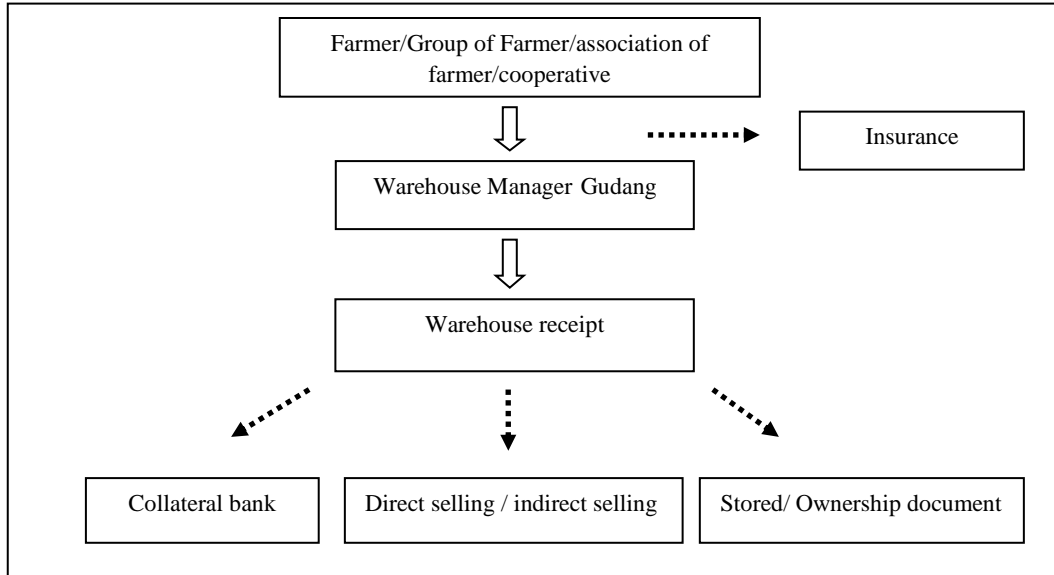 Farmer/Group of Farmer/association of
farmer/cooperative
Insurance
Warehouse Manager Gudang
Warehouse receipt
Collateral bank
Direct selling / indirect selling
Stored/ Ownership document